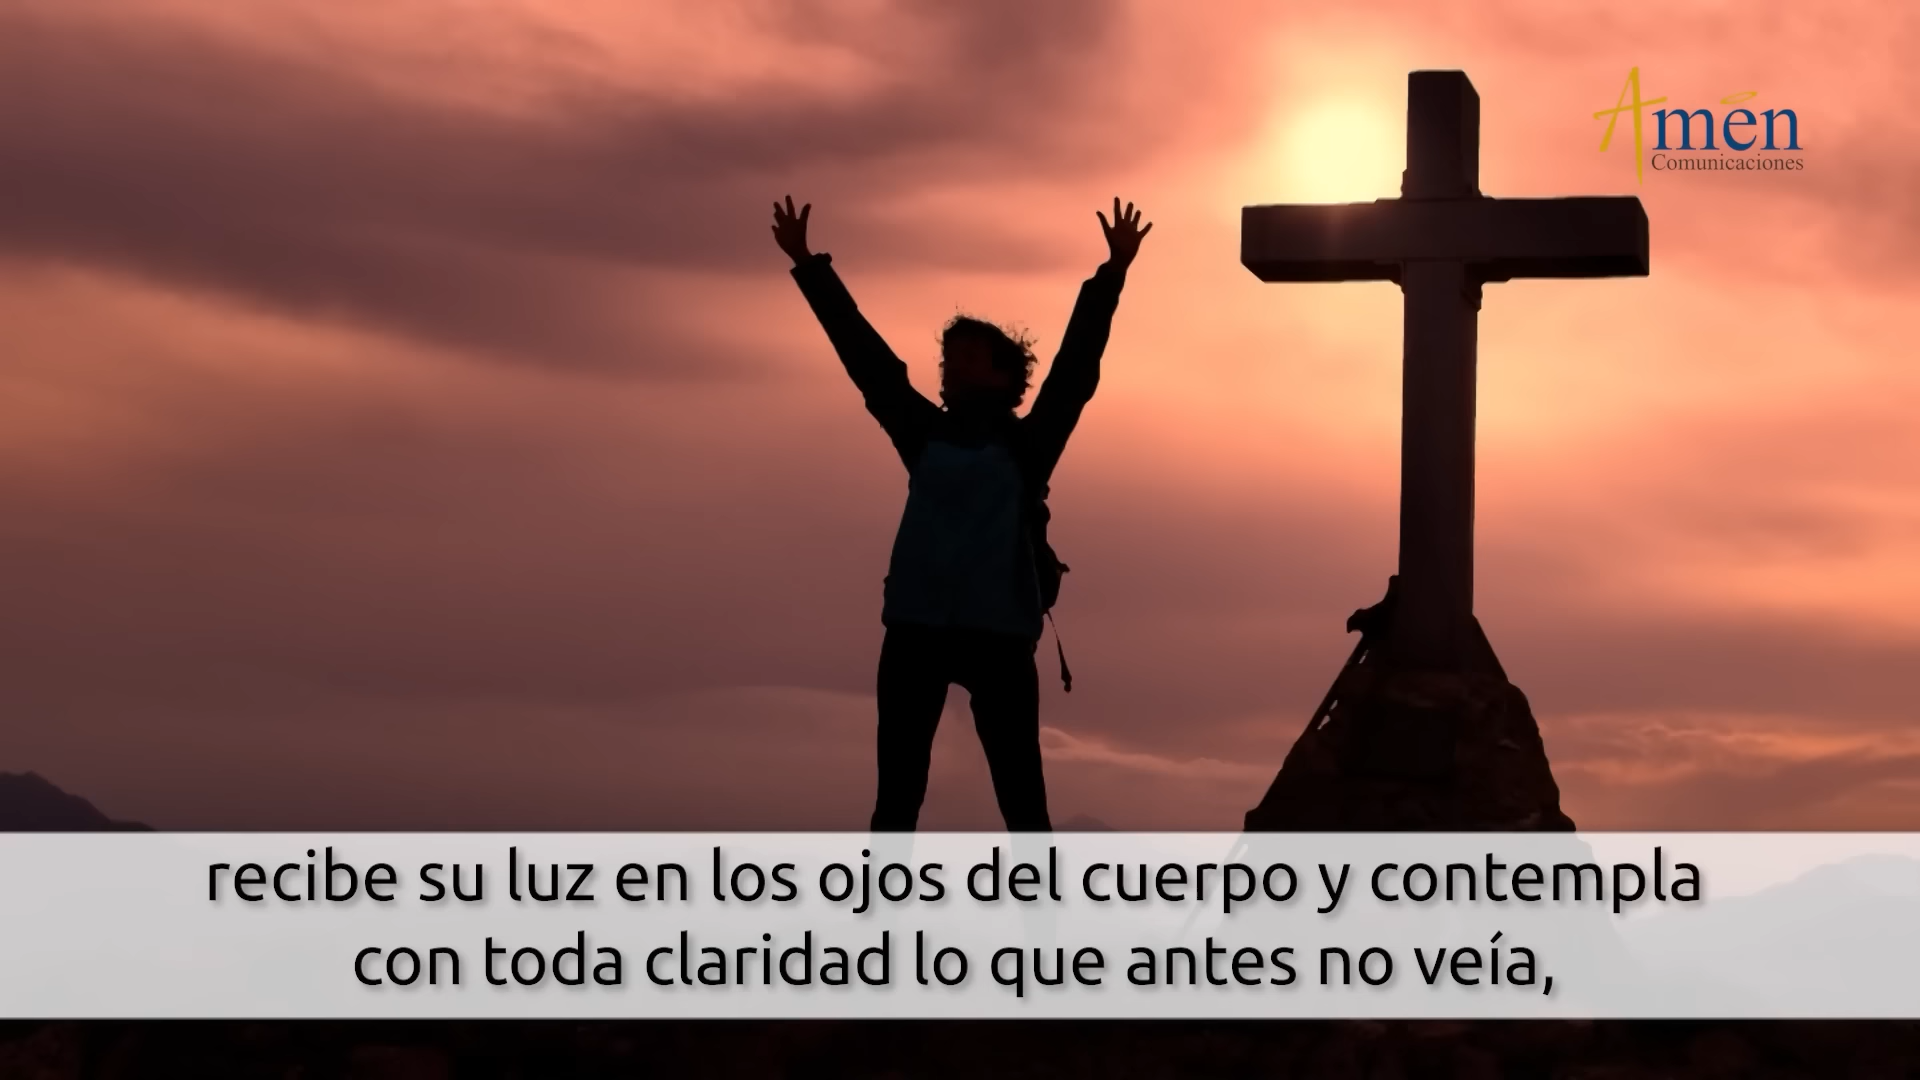 Amén
Comunicaciones
recibe su luz en los ojos del cuerpo y contempla
con toda claridad lo que antes no veía,